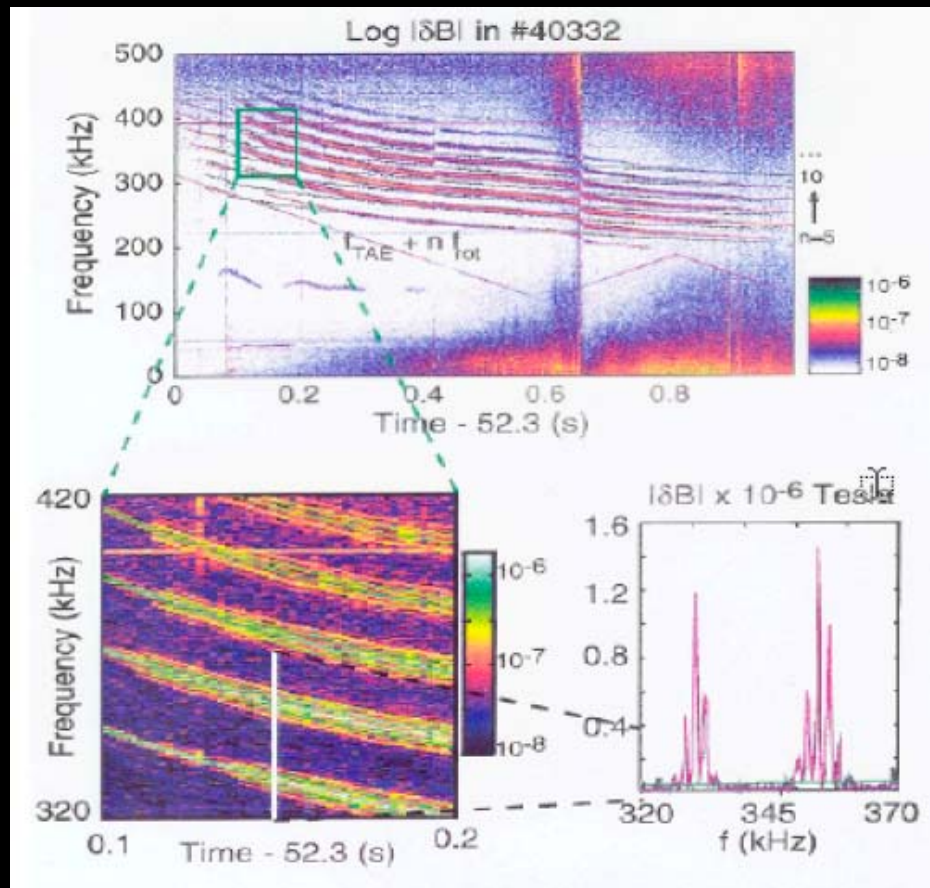 Log |δB| in #40332
Frequency (kHz)
500
400
300
200
100
0
f_TAE + n f_rot
...
10
n=5
10⁻⁶
10⁻⁷
10⁻⁸
0 0.2 0.4 0.6 0.8
Time - 52.3 (s)
420
Frequency (kHz)
320
0.1 0.2
Time - 52.3 (s)
10⁻⁶
10⁻⁷
10⁻⁸
|δB| x 10⁻⁶ Tesla
1.6
1.2
0.8
0.4
320 345 370
f (kHz)